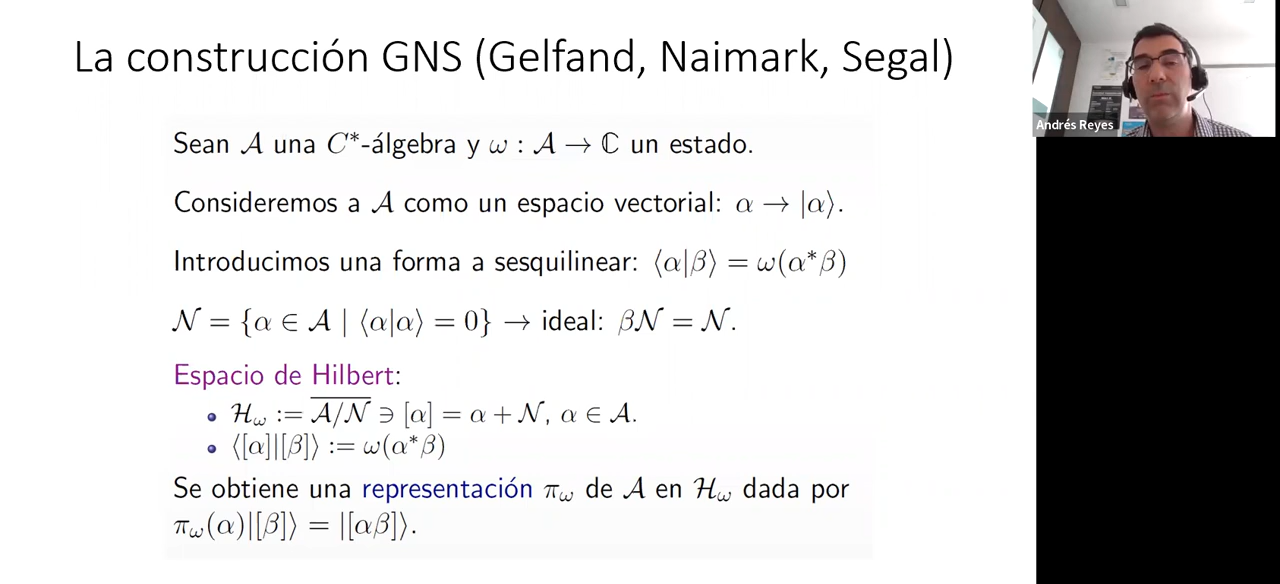 La construcción GNS (Gelfand, Naimark, Segal)
Andrés Reyes
Sean 𝒜 una C*-álgebra y ω : 𝒜 → ℂ un estado.
Consideremos a 𝒜 como un espacio vectorial: α → |α⟩.
Introducimos una forma a sesquilinear: ⟨α|β⟩ = ω(α*β)
𝒩 = {α ∈ 𝒜 | ⟨α|α⟩ = 0} → ideal: β𝒩 = 𝒩.
Espacio de Hilbert:
• ℋ_ω := \overline{𝒜/𝒩} ∋ [α] = α + 𝒩, α ∈ 𝒜.
• ⟨[α]|[β]⟩ := ω(α*β)
Se obtiene una representación π_ω de 𝒜 en ℋ_ω dada por
π_ω(α)|[β]⟩ = |[αβ]⟩.